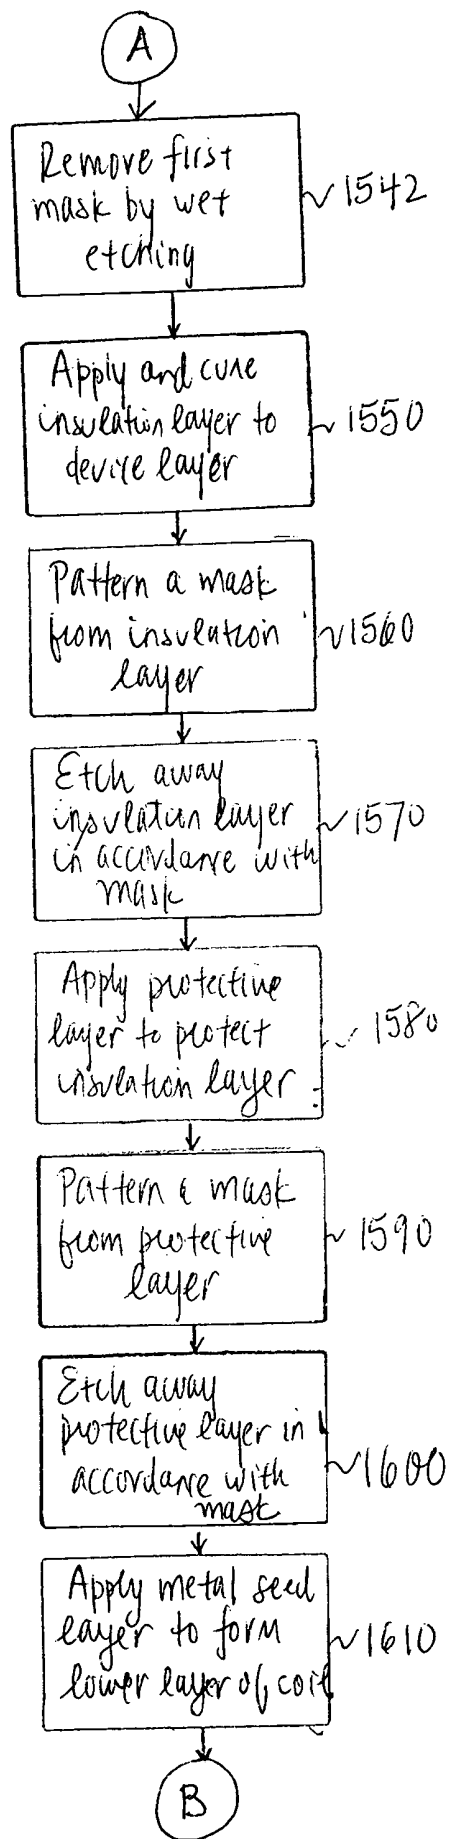 A
Remove first
mask by wet
etching
1542
Apply and cure
insulation layer to
device layer
1550
Pattern a mask
from insulation
layer
1560
Etch away
insulation layer
in accordance with
mask
1570
Apply protective
layer to protect
insulation layer
1580
Pattern a mask
from protective
layer
1590
Etch away
protective layer in
accordance with
mask
1600
Apply metal seed
layer to form
lower layer of coil
1610
B